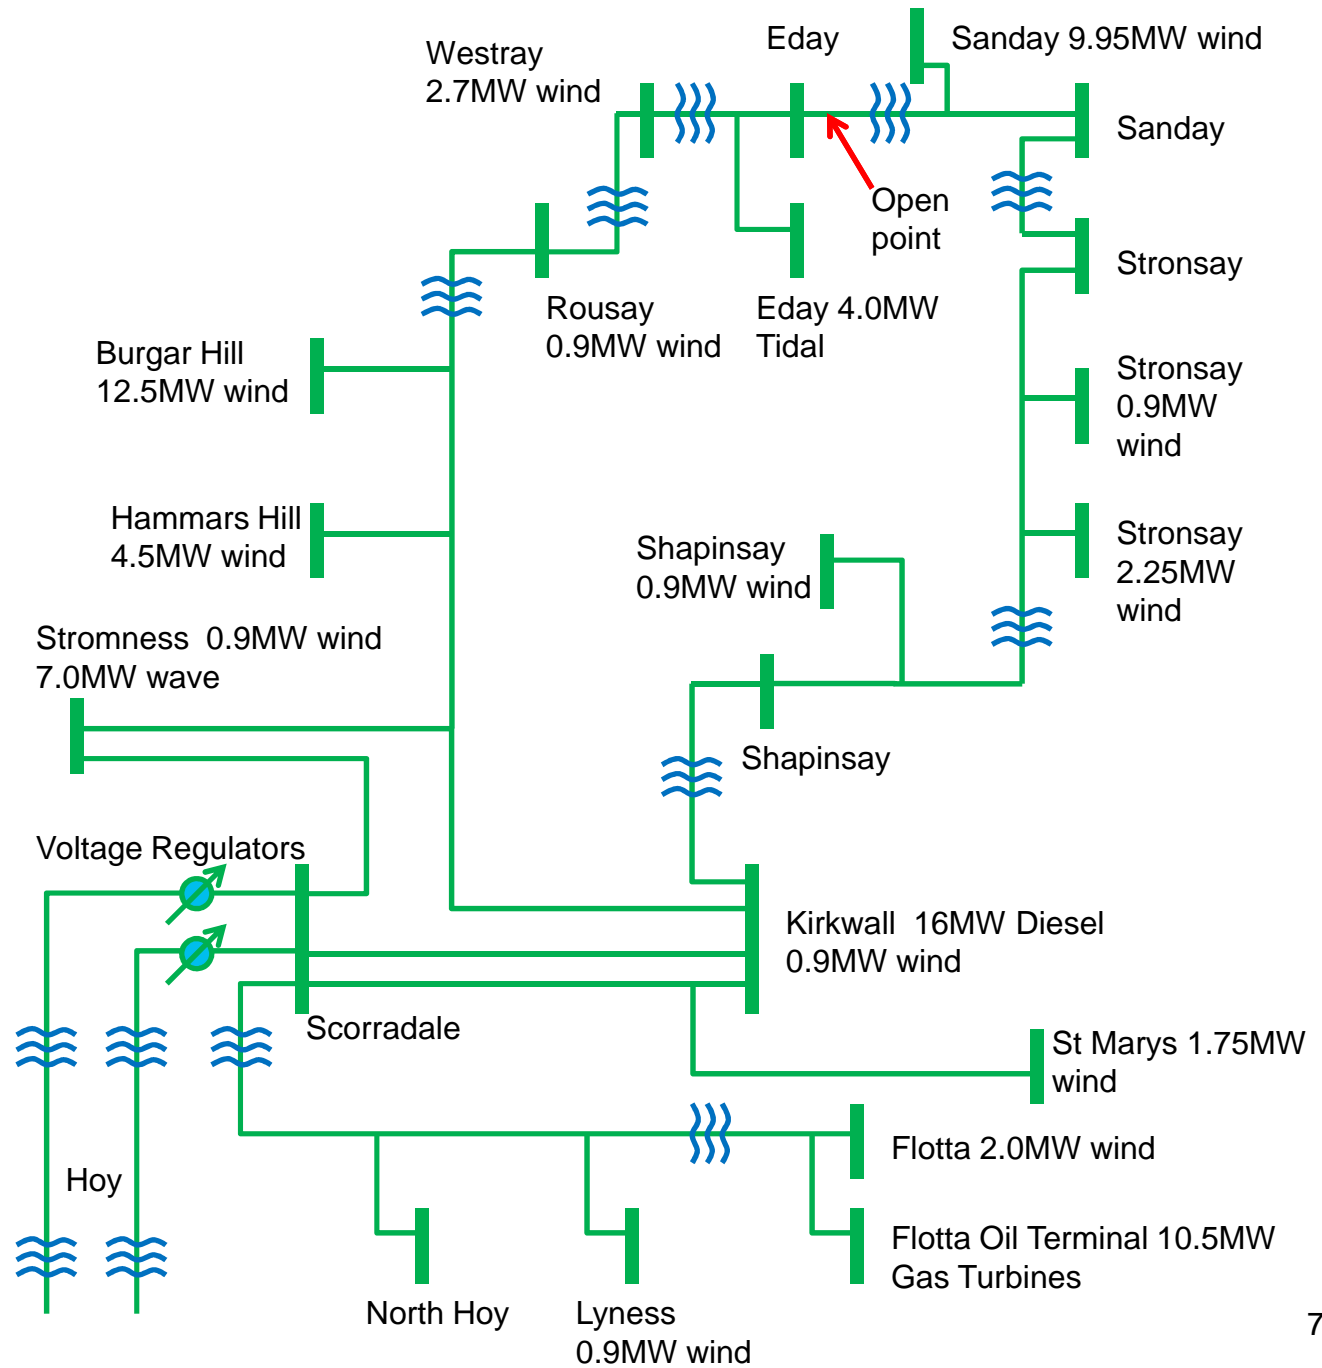 Westray
2.7MW wind
Eday
Sanday 9.95MW wind
Sanday
Open
point
Stronsay
Rousay
0.9MW wind
Eday 4.0MW
Tidal
Burgar Hill
12.5MW wind
Stronsay
0.9MW
wind
Hammars Hill
4.5MW wind
Shapinsay
0.9MW wind
Stronsay
2.25MW
wind
Stromness  0.9MW wind
7.0MW wave
Shapinsay
Voltage Regulators
Kirkwall  16MW Diesel
0.9MW wind
Scorradale
St Marys 1.75MW
wind
Flotta 2.0MW wind
Hoy
Flotta Oil Terminal 10.5MW
Gas Turbines
North Hoy
Lyness
0.9MW wind
7